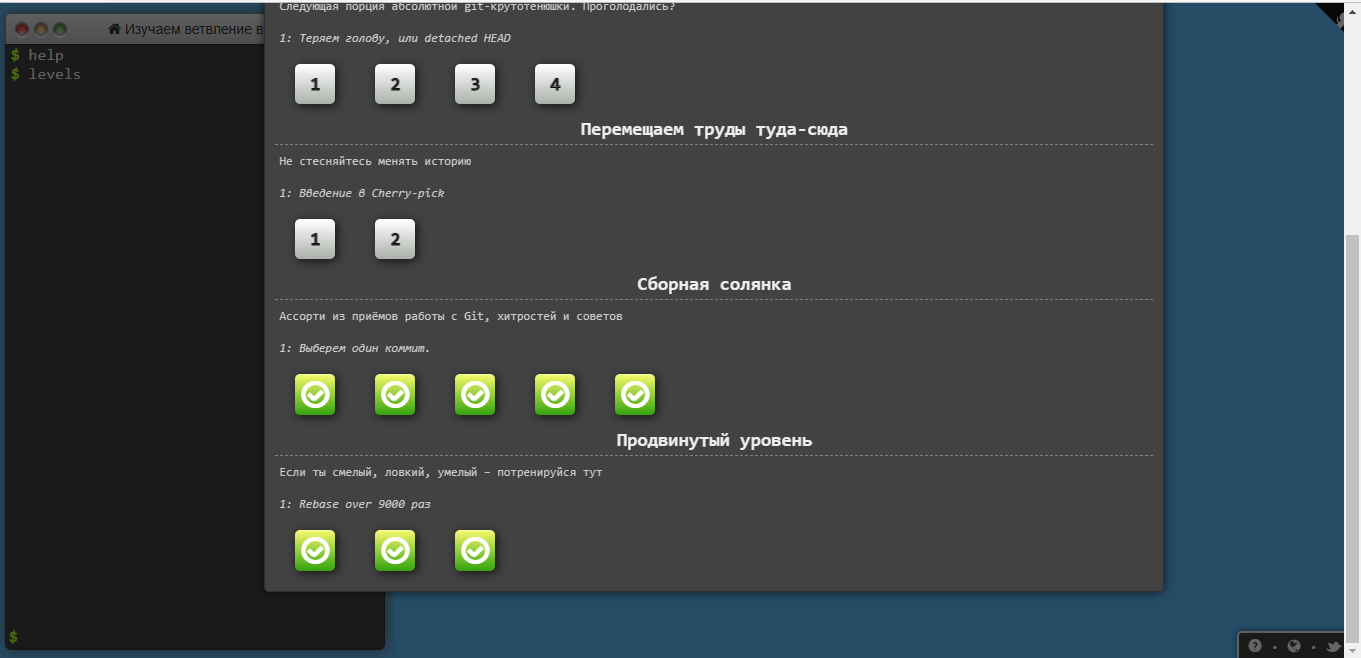 Следующая порция абсолютной git-крутотенюшки. Проголодались?
Изучаем ветвление в
$ help
$ levels
1: Теряем голову, или detached HEAD
1 2 3 4
Перемещаем труды туда-сюда
Не стесняйтесь менять историю
1: Введение в Cherry-pick
1 2
Сборная солянка
Ассорти из приёмов работы с Git, хитростей и советов
1: Выберем один коммит.
Продвинутый уровень
Если ты смелый, ловкий, умелый – потренируйся тут
1: Rebase over 9000 раз
$